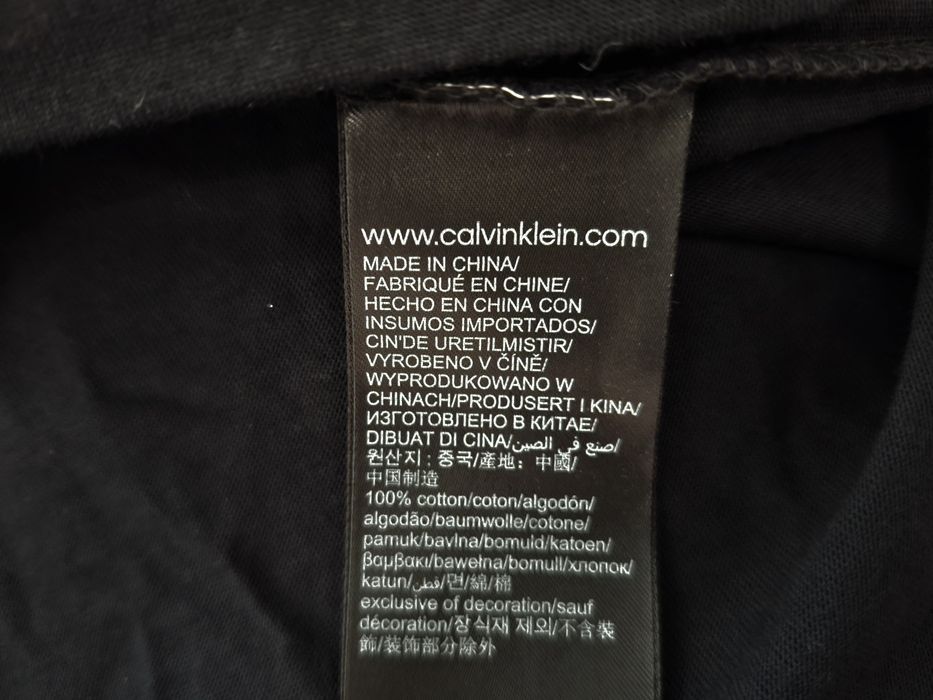 www.calvinklein.com
MADE IN CHINA/
FABRIQUÉ EN CHINE/
HECHO EN CHINA CON
INSUMOS IMPORTADOS/
CIN'DE URETILMISTIR/
VYROBENO V ČÍNĚ/
WYPRODUKOWANO W
CHINACH/PRODUSERT I KINA/
ИЗГОТОВЛЕНО В КИТАЕ/
DIBUAT DI CINA/صنع في الصين/
원산지 : 중국/產地：中國/
中国制造
100% cotton/coton/algodón/
algodão/baumwolle/cotone/
pamuk/bavlna/bomuld/katoen/
βαμβακι/bawełna/bomull/хлопок/
katun/قطن/면/綿/棉
exclusive of decoration/sauf
décoration/장식재 제외/不含裝
飾/装饰部分除外